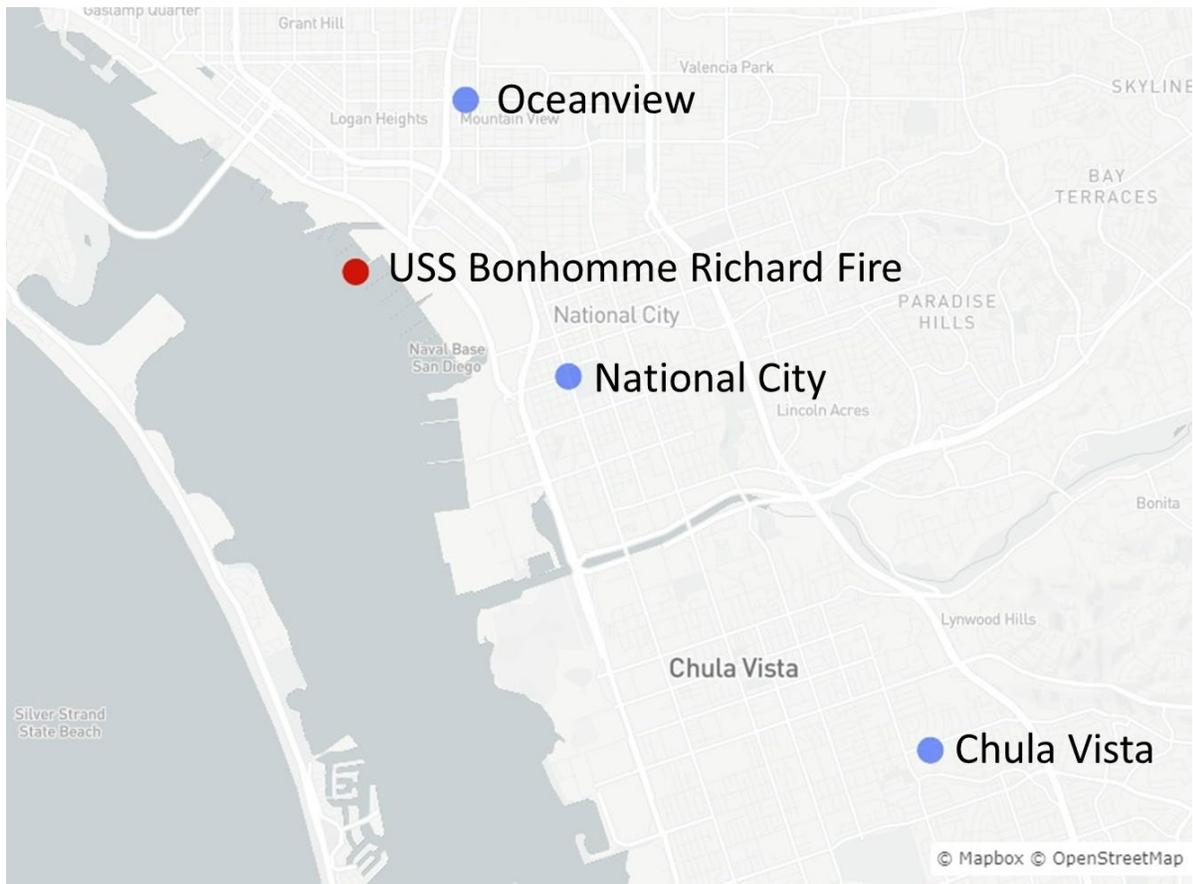 Gaslamp Quarter
Grant Hill
Valencia Park
SKYLINE
Oceanview
Logan Heights
Mountain View
BAY
TERRACES
USS Bonhomme Richard Fire
PARADISE
HILLS
National City
Naval Base
San Diego
National City
Lincoln Acres
Bonita
Lynwood Hills
Chula Vista
Silver Strand
State Beach
Chula Vista
© Mapbox © OpenStreetMap